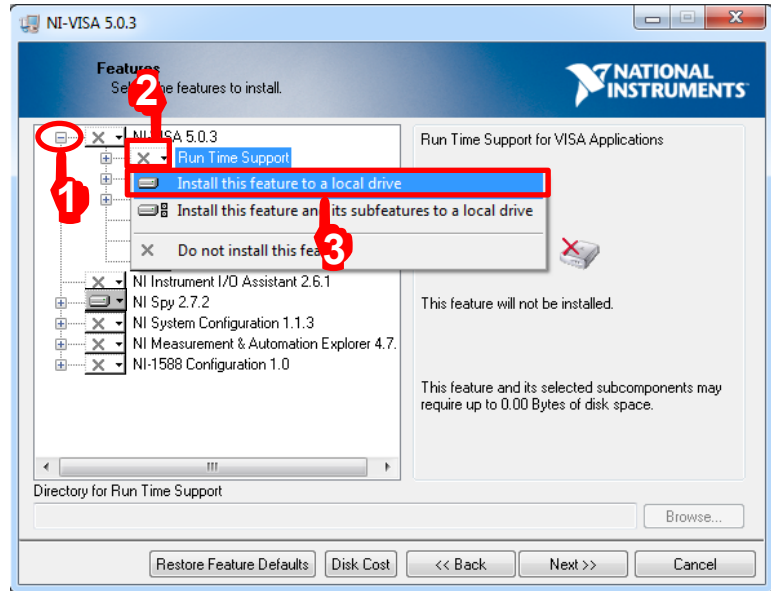 NI-VISA 5.0.3
Features
Se he features to install.
NATIONAL
INSTRUMENTS
2
NI-VISA 5.0.3
Run Time Support
Install this feature to a local drive
Install this feature and its subfeatures to a local drive
Do not install this fea
1
3
NI Instrument I/O Assistant 2.6.1
NI Spy 2.7.2
NI System Configuration 1.1.3
NI Measurement & Automation Explorer 4.7.
NI-1588 Configuration 1.0
Run Time Support for VISA Applications
This feature will not be installed.
This feature and its selected subcomponents may
require up to 0.00 Bytes of disk space.
Directory for Run Time Support
Browse...
Restore Feature Defaults
Disk Cost
<< Back
Next >>
Cancel